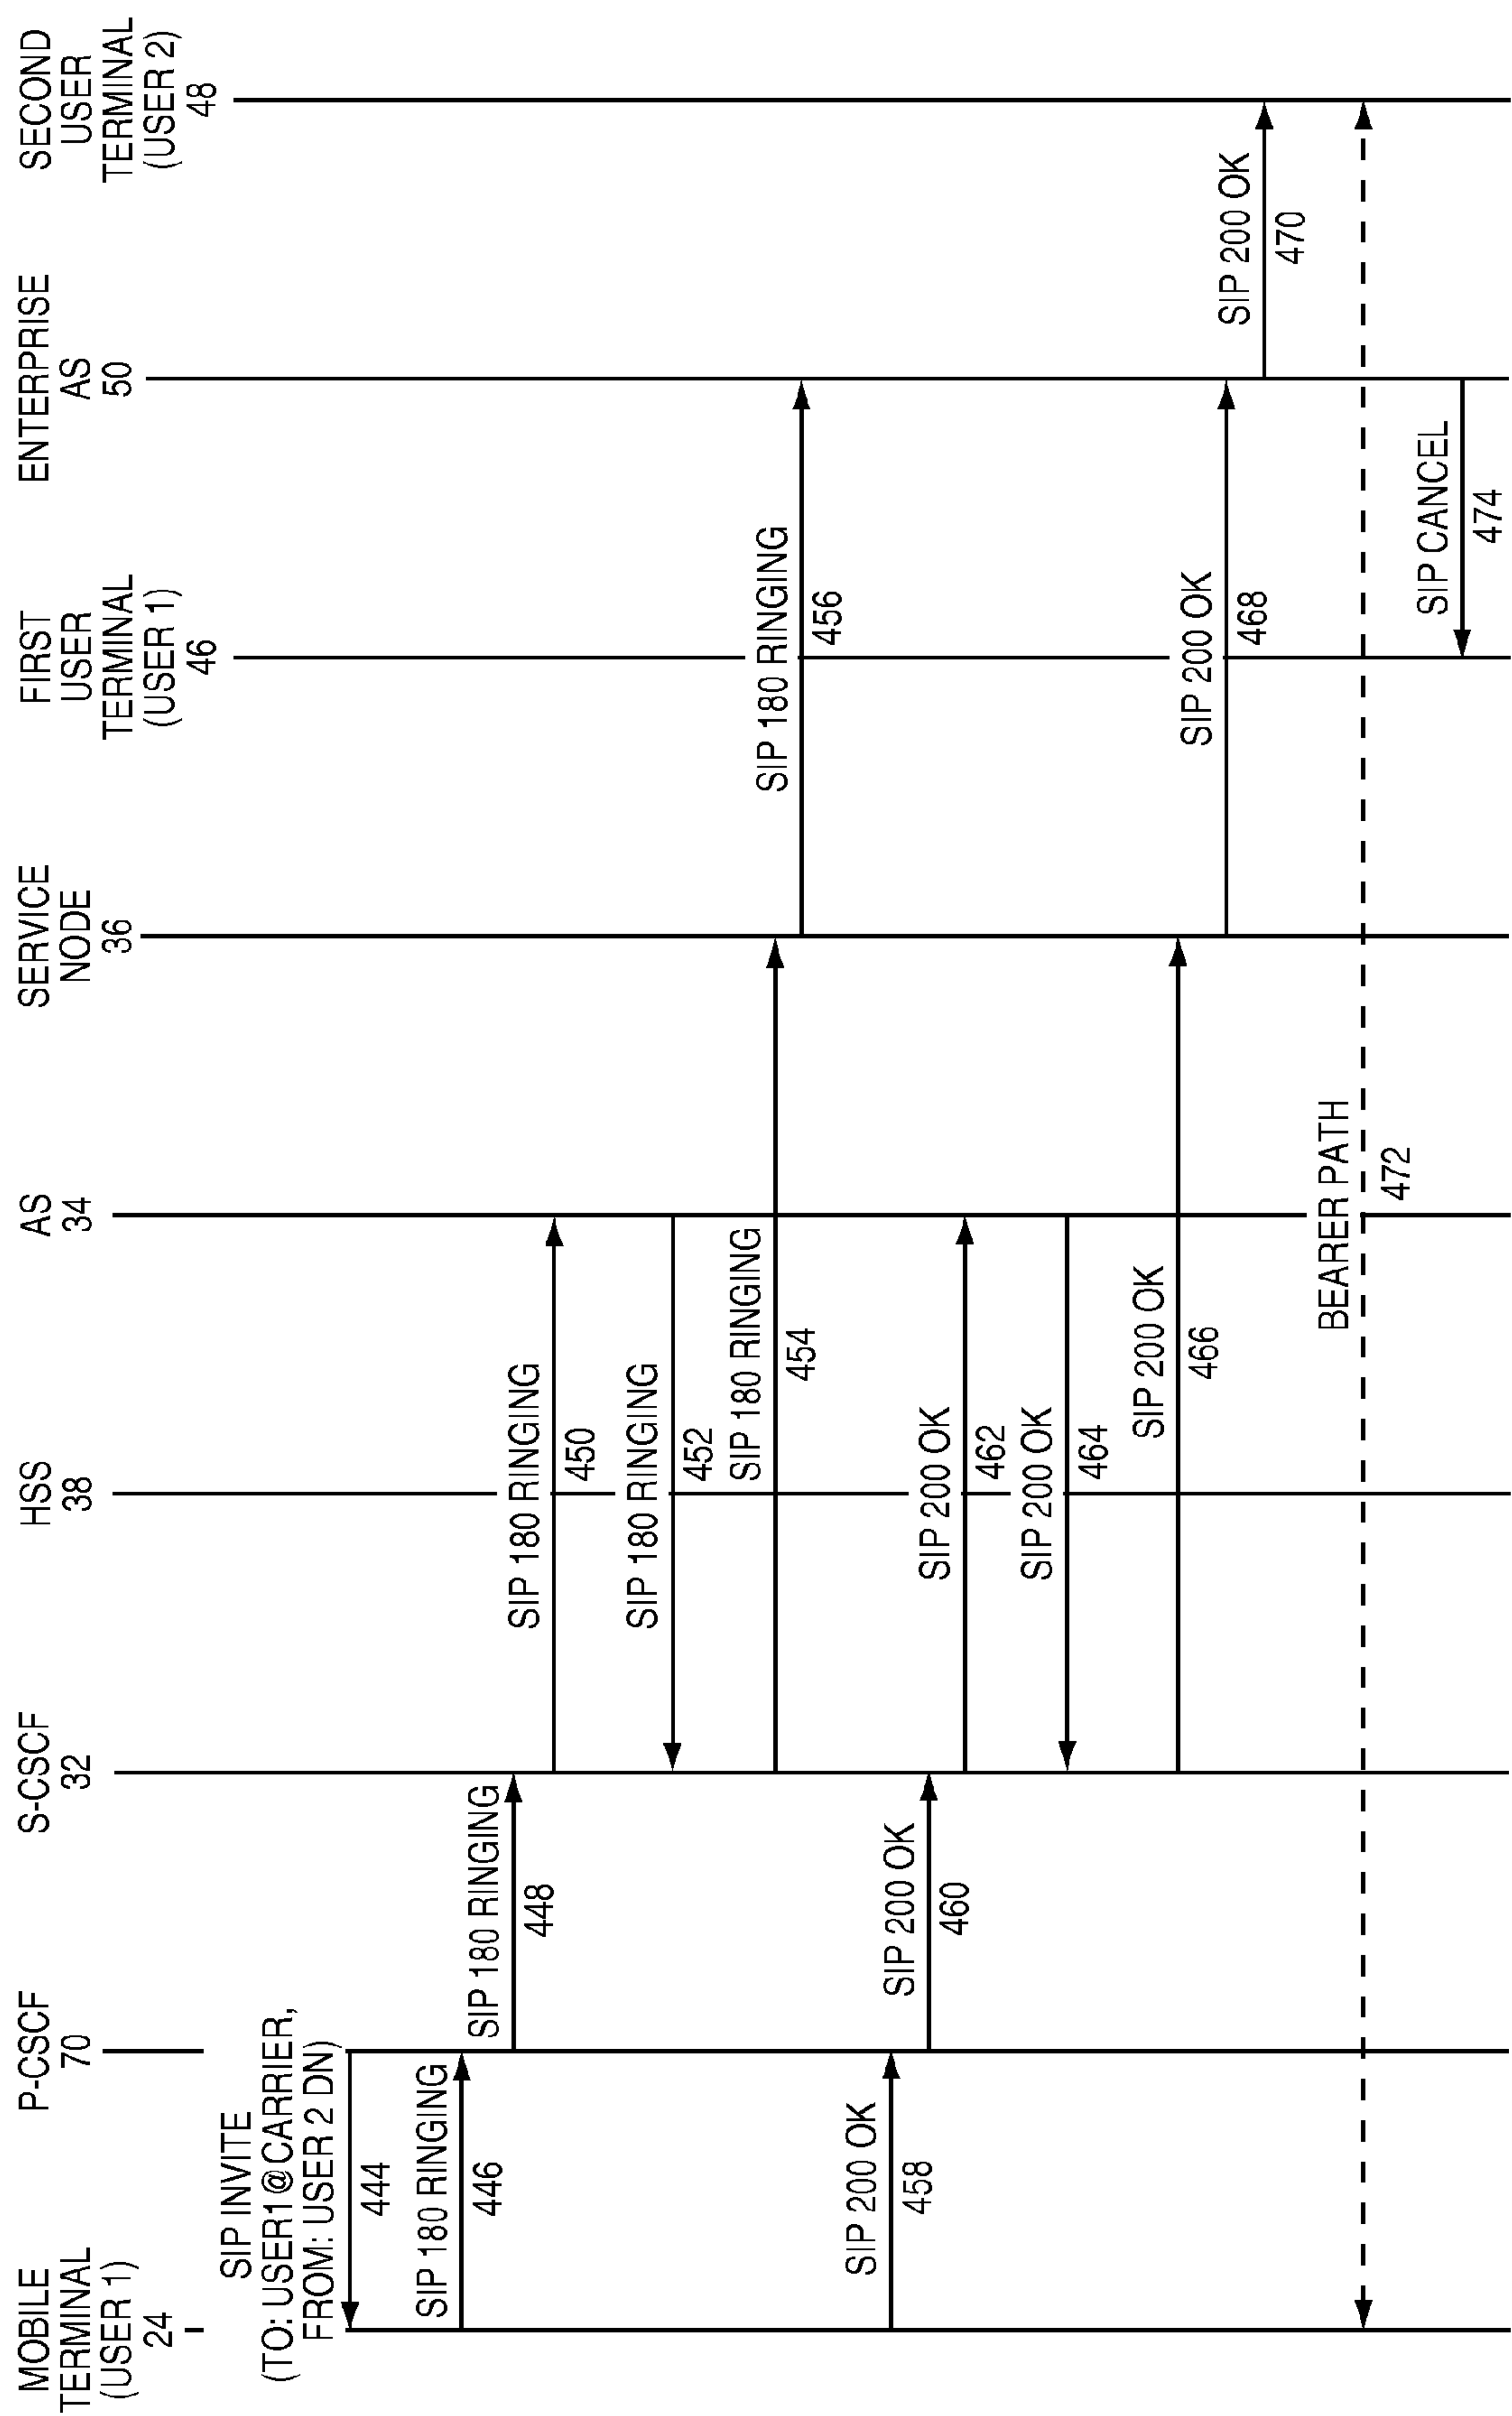 MOBILE
TERMINAL
(USER 1)
24
P-CSCF
70
S-CSCF
32
HSS
38
AS
34
SERVICE
NODE
36
FIRST
USER
TERMINAL
(USER 1)
46
ENTERPRISE
AS
50
SECOND
USER
TERMINAL
(USER 2)
48
SIP INVITE
(TO: USER1@CARRIER,
FROM: USER 2 DN)
444
SIP 180 RINGING
446
SIP 180 RINGING
448
SIP 180 RINGING
450
SIP 180 RINGING
452
SIP 180 RINGING
454
SIP 180 RINGING
456
SIP 200 OK
458
SIP 200 OK
460
SIP 200 OK
462
SIP 200 OK
464
SIP 200 OK
466
SIP 200 OK
468
SIP 200 OK
470
BEARER PATH
472
SIP CANCEL
474